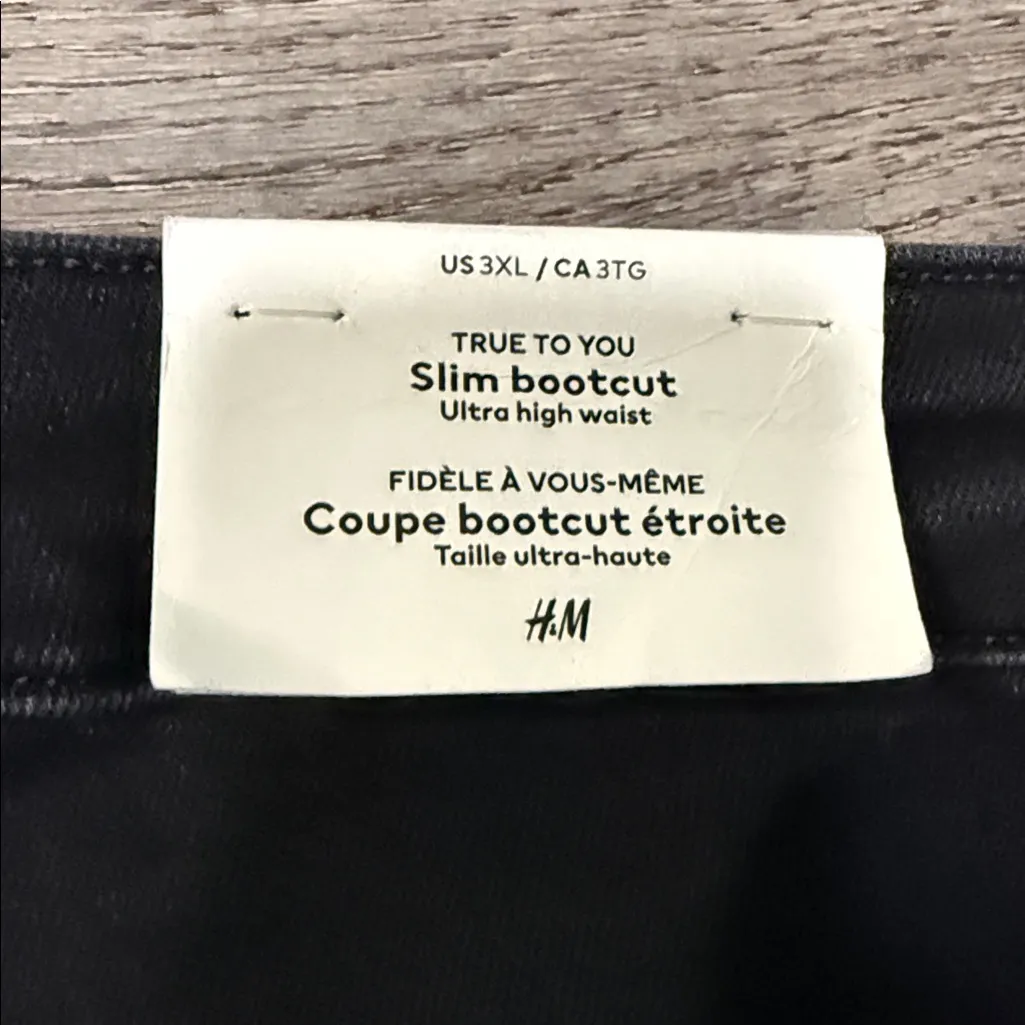 US 3XL / CA 3TG
TRUE TO YOU
Slim bootcut
Ultra high waist
FIDÈLE À VOUS-MÊME
Coupe bootcut étroite
Taille ultra-haute
H&M